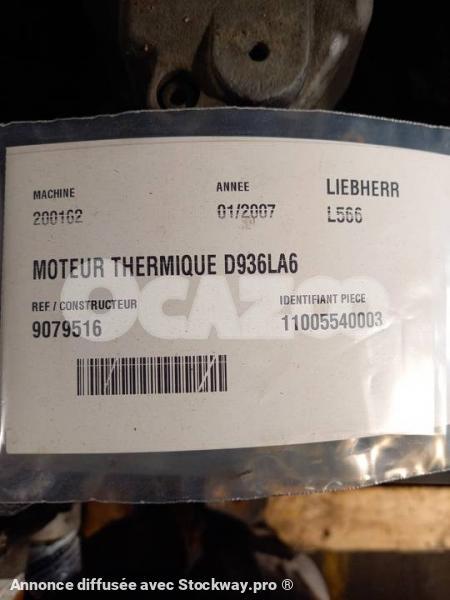 MACHINE ANNEE LIEBHERR
200162 01/2007 L566
MOTEUR THERMIQUE D936LA6
REF / CONSTRUCTEUR IDENTIFIANT PIECE
9079516 11005540003
OCAZOO
Annonce diffusée avec Stockway.pro ®